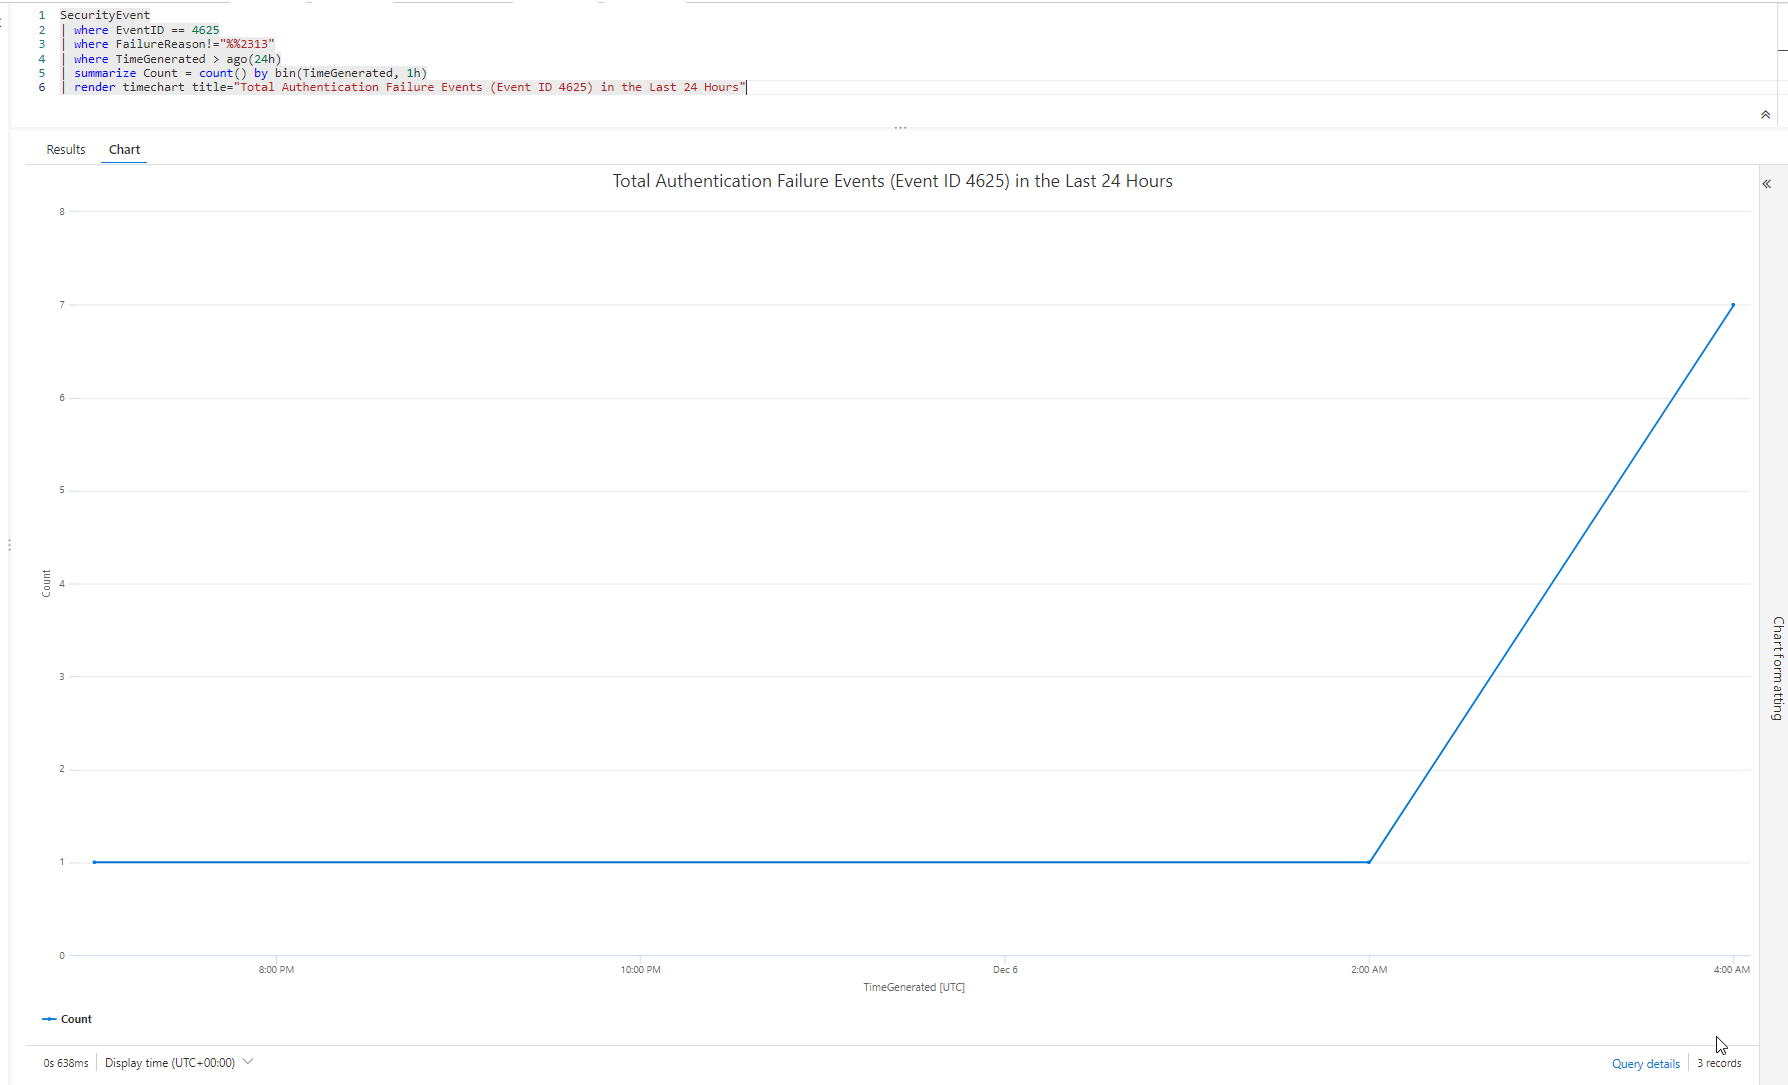 1 SecurityEvent
2 | where EventID == 4625
3 | where FailureReason!="%%2313"
4 | where TimeGenerated > ago(24h)
5 | summarize Count = count() by bin(TimeGenerated, 1h)
6 | render timechart title="Total Authentication Failure Events (Event ID 4625) in the Last 24 Hours"
Results Chart
Total Authentication Failure Events (Event ID 4625) in the Last 24 Hours
8
7
6
5
4
3
2
1
0
Count
8:00 PM 10:00 PM Dec 6 2:00 AM 4:00 AM
TimeGenerated [UTC]
Count
Chart formatting
0s 638ms Display time (UTC+00:00) Query details 3 records